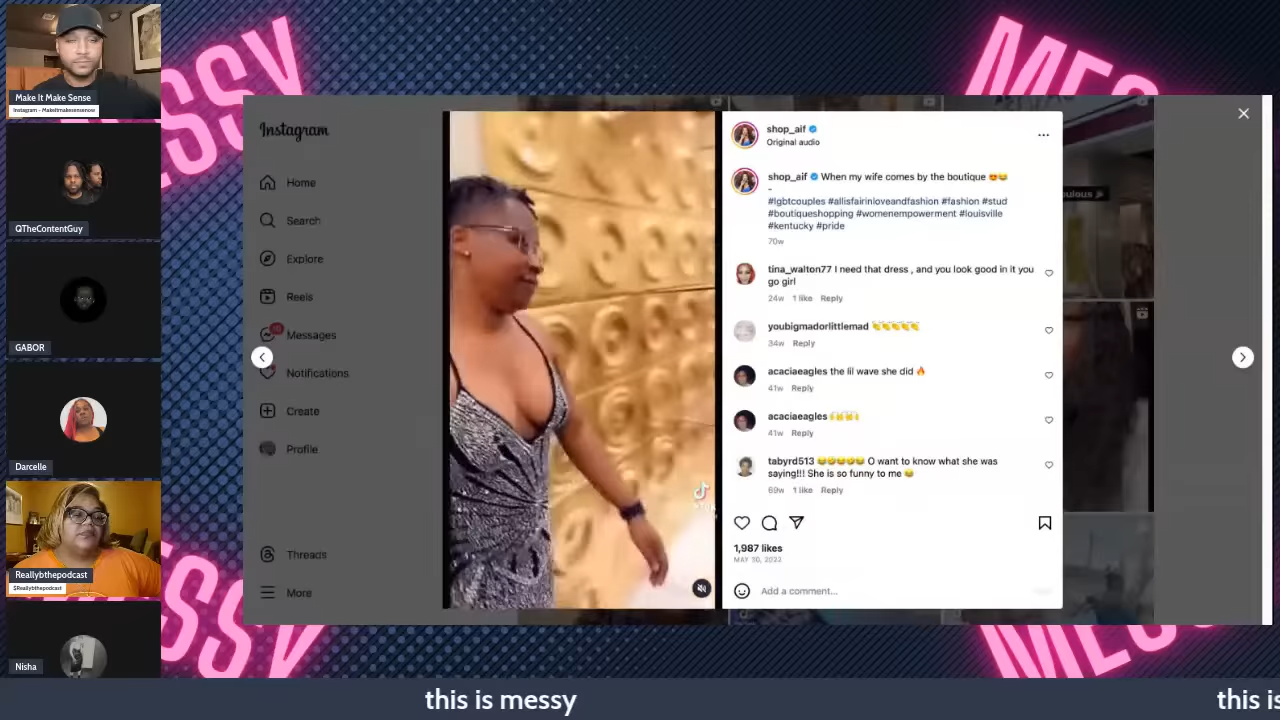 Make It Make Sense
Instagram - Makeitmakesensenow
QTheContentGuy
GABOR
Darcelle
Reallybthepodcast
@Reallybthepodcast
Nisha
Instagram
Home
Search
Explore
Reels
Messages
Notifications
Create
Profile
Threads
More
shop_aif
Original audio
shop_aif When my wife comes by the boutique 😍😂
-
#lgbtcouples #allisfairinloveandfashion #fashion #stud
#boutiqueshopping #womenempowerment #louisville
#kentucky #pride
70w
tina_walton77 I need that dress , and you look good in it you
go girl
24w 1 like Reply
youbigmadorlittlemad 👏👏👏👏👏
34w Reply
acaciaeagles the lil wave she did 🔥
41w Reply
acaciaeagles 🙌🙌🙌
41w Reply
tabyrd513 😂🤣😂🤣😂 O want to know what she was
saying!!! She is so funny to me 😂
69w 1 like Reply
1,987 likes
Add a comment...
MESSY
this is messy
this is